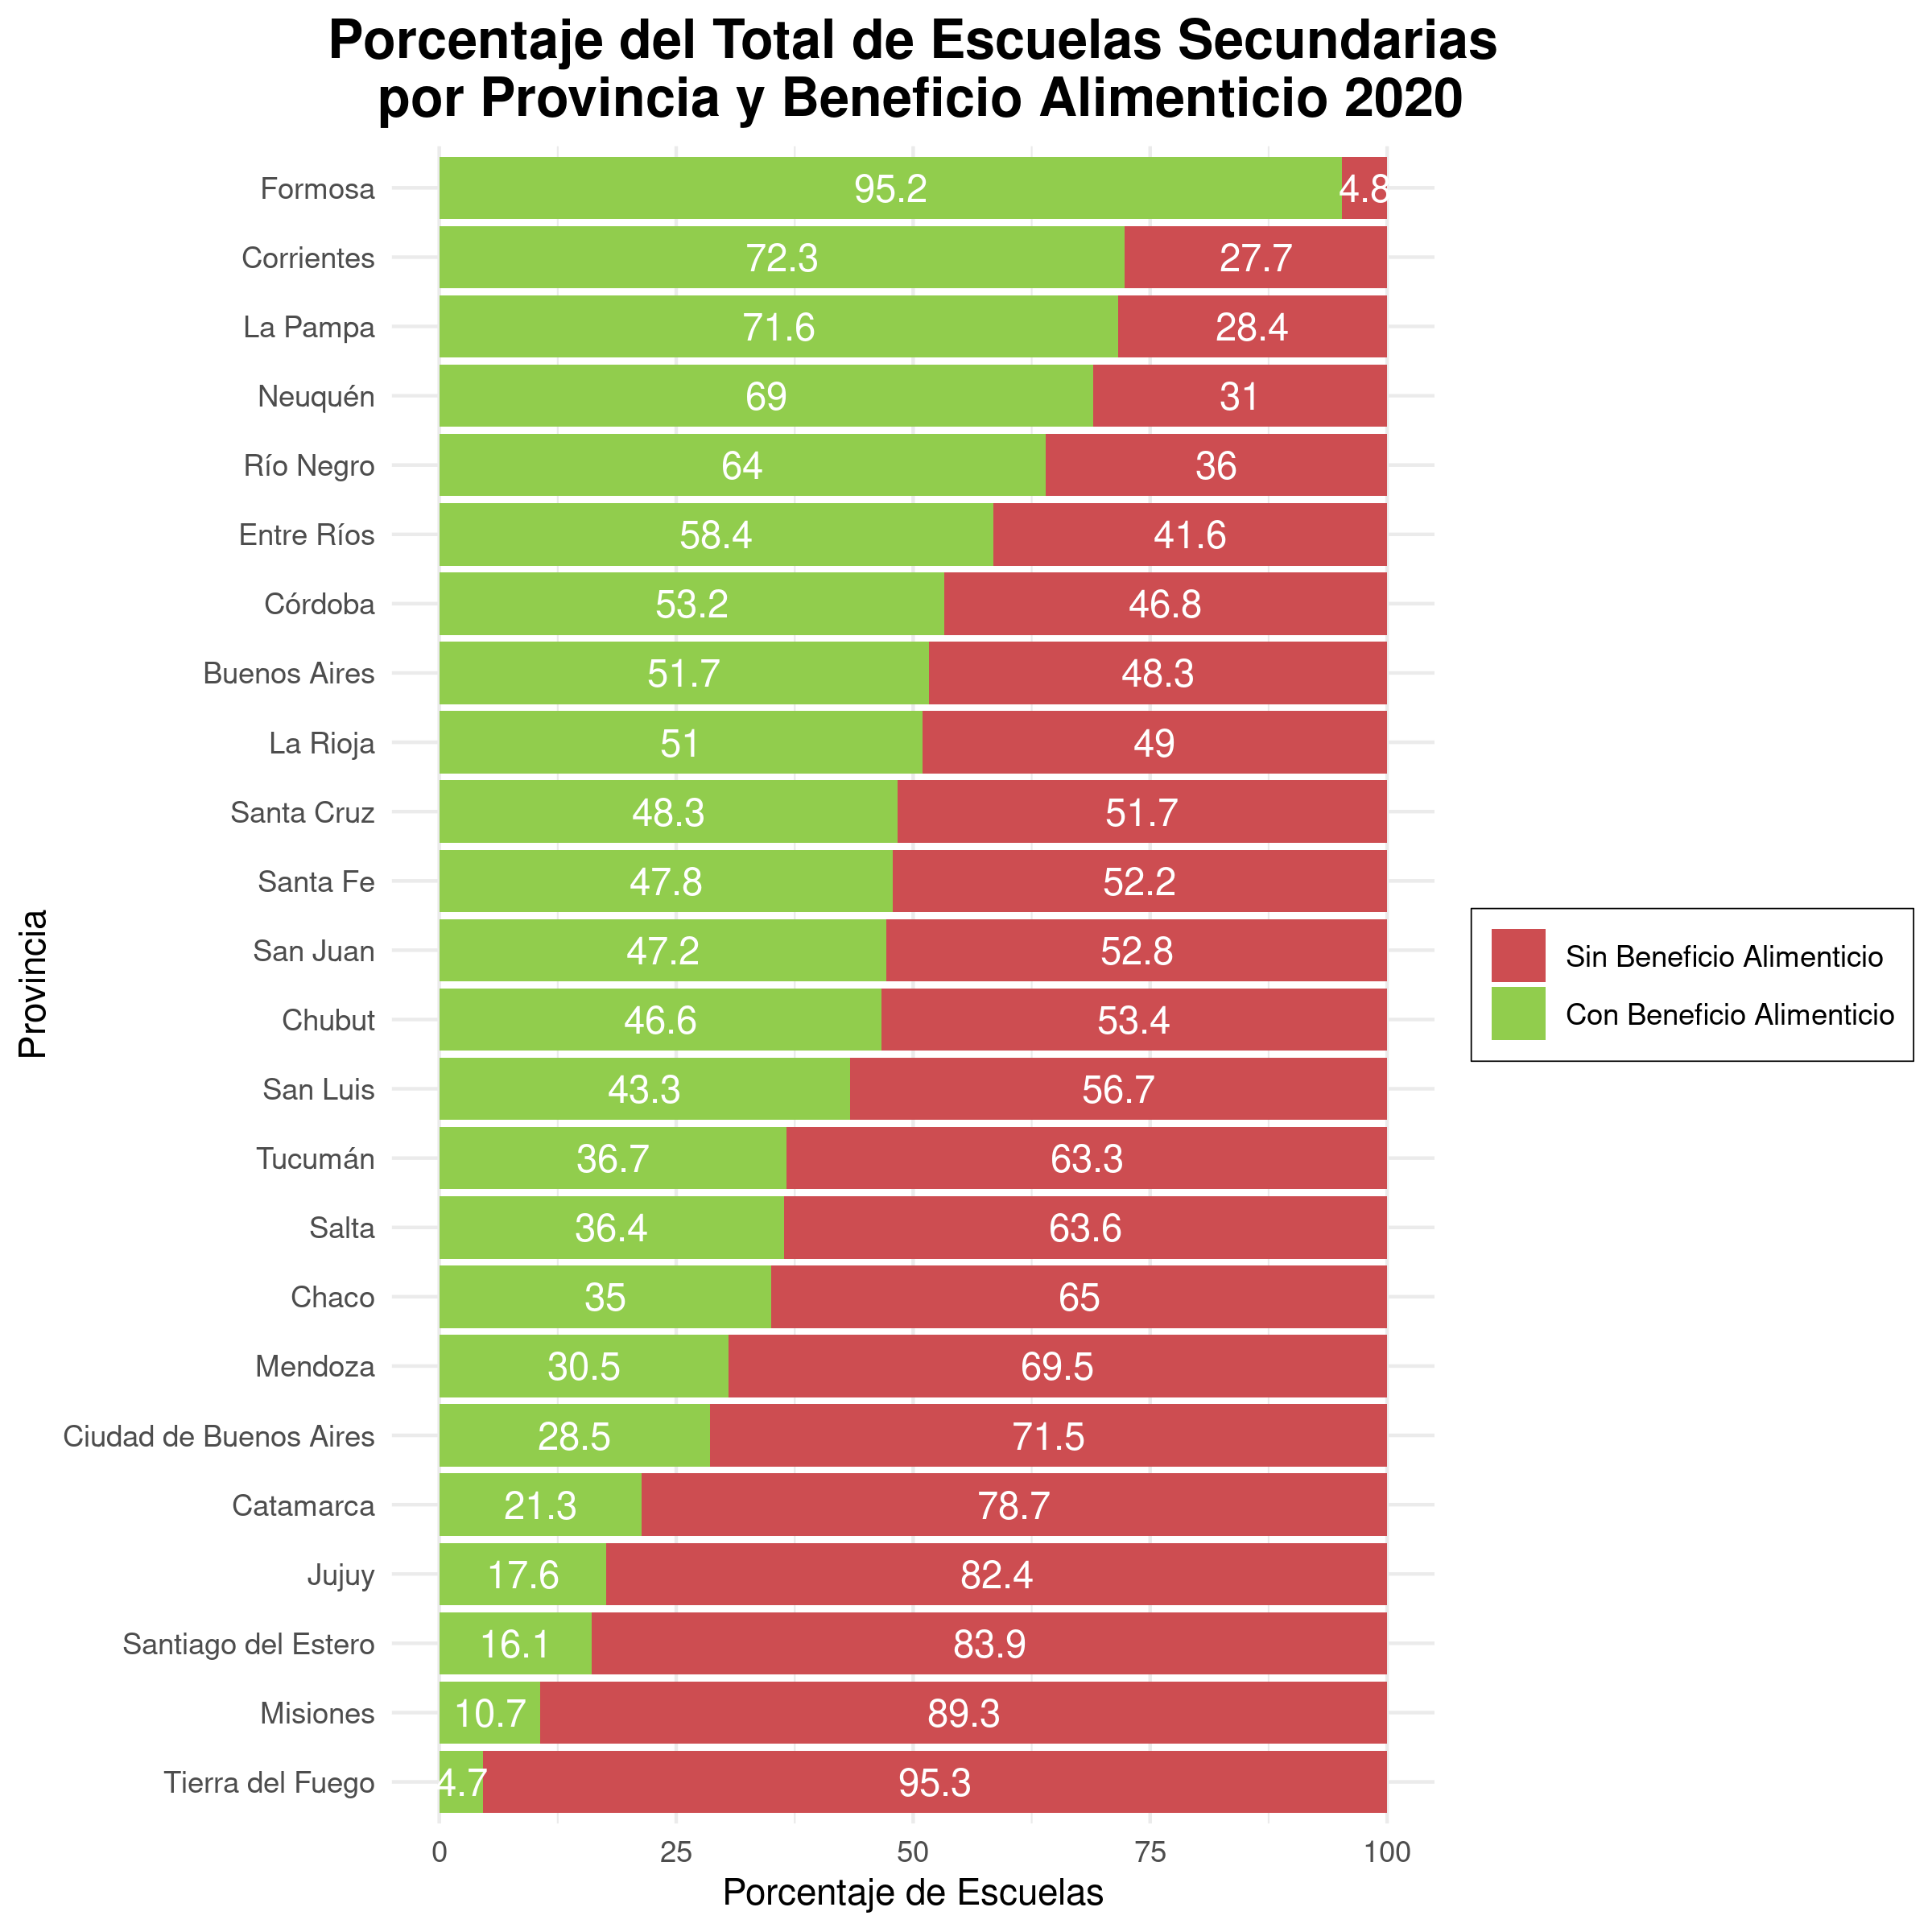 Porcentaje del Total de Escuelas Secundarias
por Provincia y Beneficio Alimenticio 2020
Formosa 95.2 4.8
Corrientes 72.3 27.7
La Pampa 71.6 28.4
Neuquén 69 31
Río Negro 64 36
Entre Ríos 58.4 41.6
Córdoba 53.2 46.8
Buenos Aires 51.7 48.3
La Rioja 51 49
Santa Cruz 48.3 51.7
Santa Fe 47.8 52.2
San Juan 47.2 52.8
Chubut 46.6 53.4
San Luis 43.3 56.7
Tucumán 36.7 63.3
Salta 36.4 63.6
Chaco 35 65
Mendoza 30.5 69.5
Ciudad de Buenos Aires 28.5 71.5
Catamarca 21.3 78.7
Jujuy 17.6 82.4
Santiago del Estero 16.1 83.9
Misiones 10.7 89.3
Tierra del Fuego 4.7 95.3
0 25 50 75 100
Porcentaje de Escuelas
Provincia
Sin Beneficio Alimenticio
Con Beneficio Alimenticio